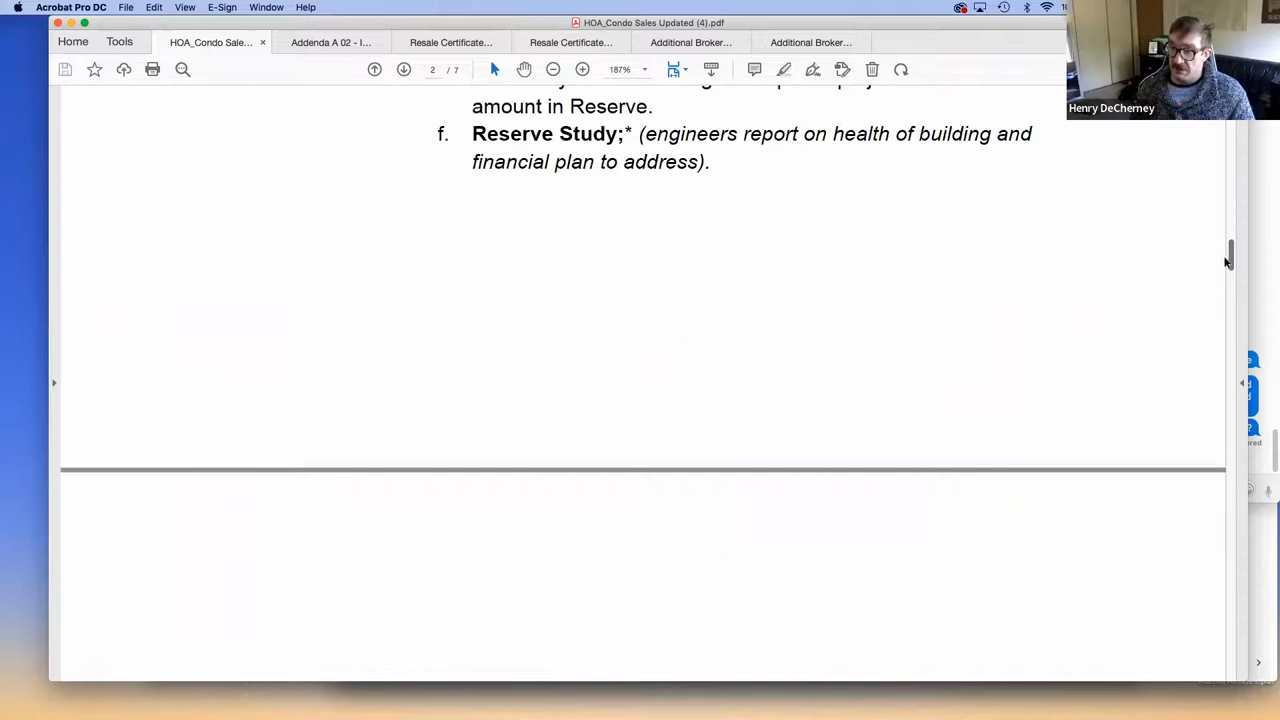 Acrobat Pro DC File Edit View E-Sign Window Help
HOA_Condo Sales Updated (4).pdf
Home Tools HOA_Condo Sale... × Addenda A 02 - I... Resale Certificate... Resale Certificate... Additional Broker... Additional Broker...
2 / 7 187%
Henry DeCherney
amount in Reserve.
f. Reserve Study;* (engineers report on health of building and
financial plan to address).